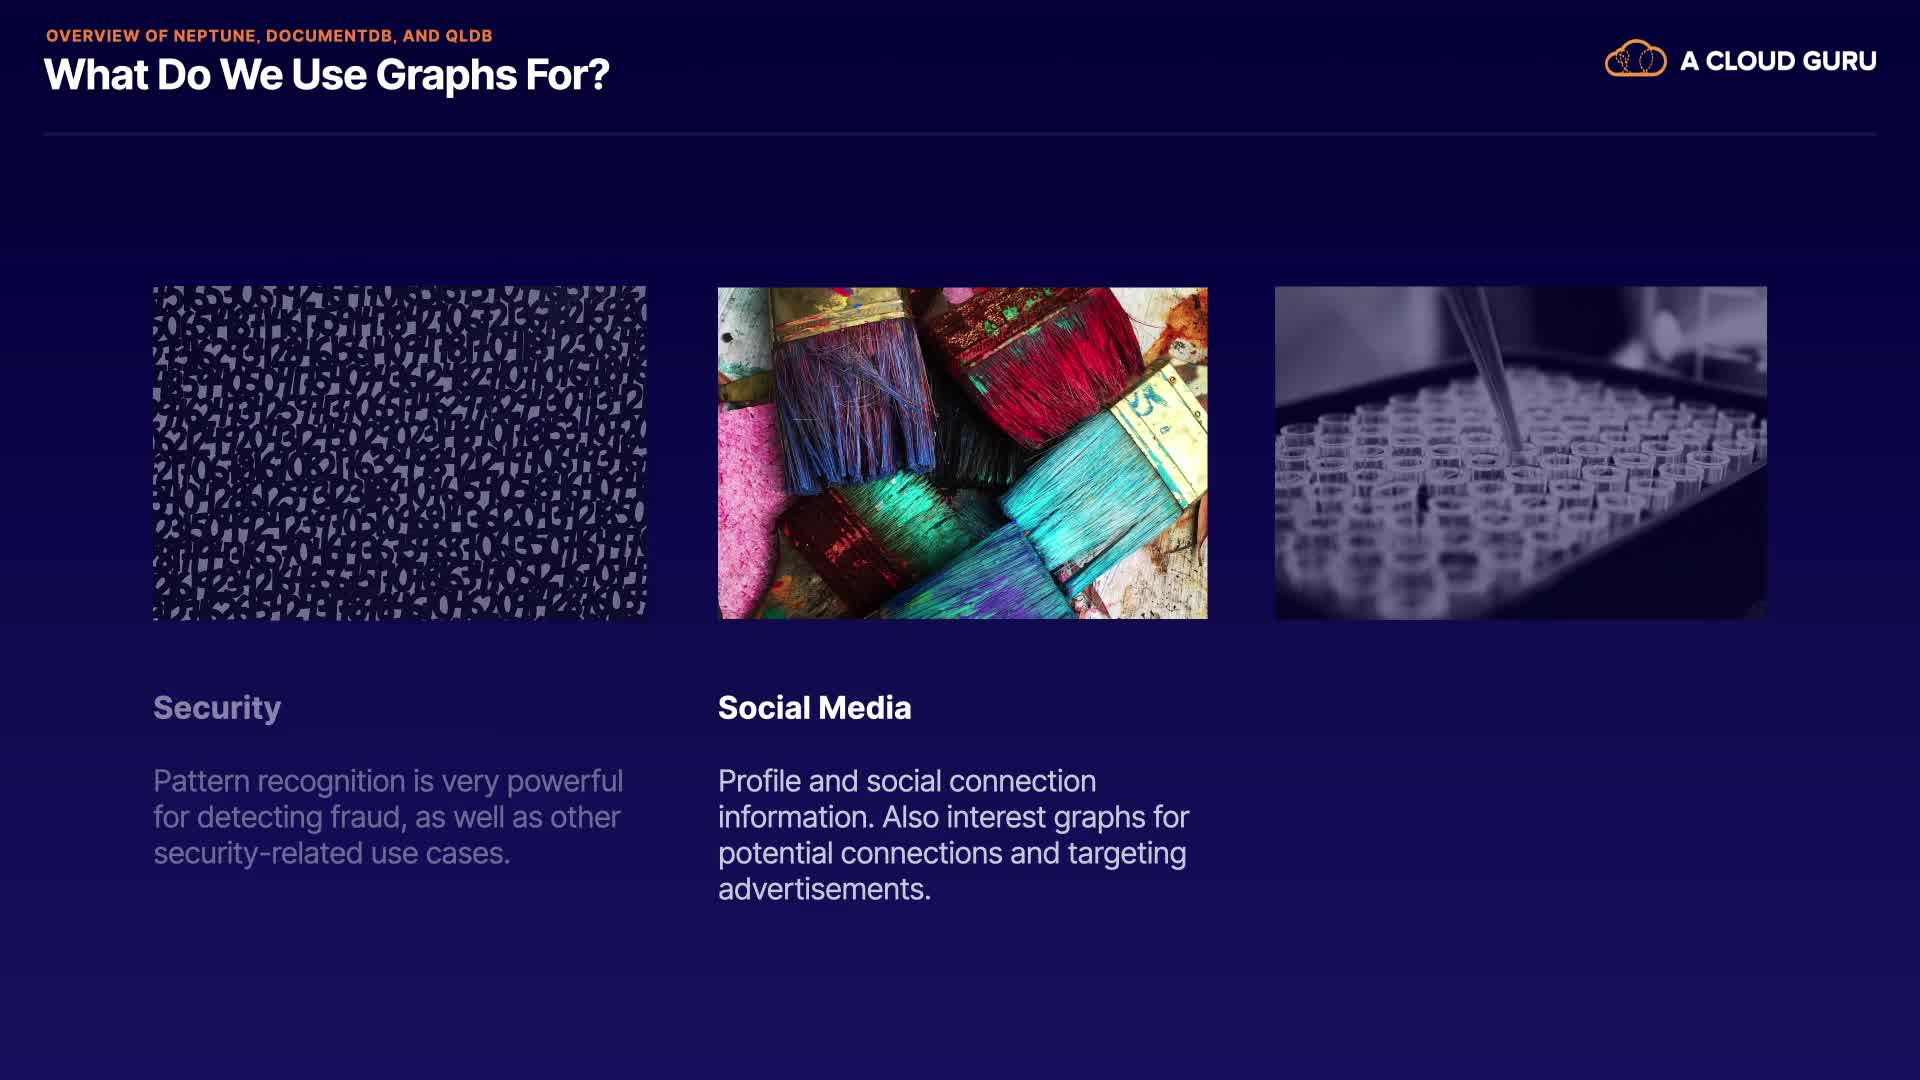 OVERVIEW OF NEPTUNE, DOCUMENTDB, AND QLDB
What Do We Use Graphs For?
A CLOUD GURU
Security
Pattern recognition is very powerful
for detecting fraud, as well as other
security-related use cases.
Social Media
Profile and social connection
information. Also interest graphs for
potential connections and targeting
advertisements.